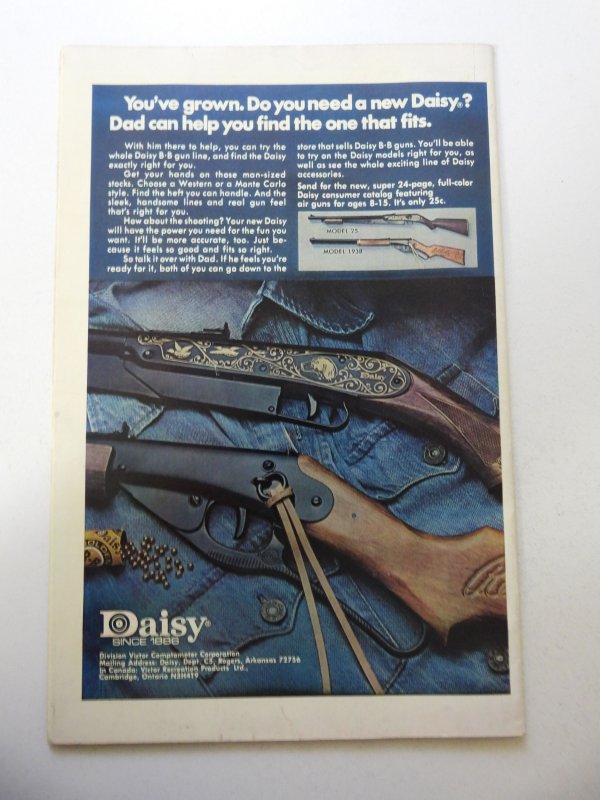 You've grown. Do you need a new Daisy®?
Dad can help you find the one that fits.
With him there to help, you can try the
whole Daisy B·B gun line, and find the Daisy
exactly right for you.
Get your hands on those man-sized
stocks. Choose a Western or a Monte Carlo
style. Find the heft you can handle. And the
sleek, handsome lines and real gun feel
that's right for you.
How about the shooting? Your new Daisy
will have the power you need for the fun you
want. It'll be more accurate, too. Just be-
cause it feels so good and fits so right.
So talk it over with Dad. If he feels you're
ready for it, both of you can go down to the
store that sells Daisy B·B guns. You'll be able
to try on the Daisy models right for you, as
well as see the whole exciting line of Daisy
accessories.
Send for the new, super 24-page, full-color
Daisy consumer catalog featuring
air guns for ages 8-15. It's only 25c.
MODEL 25
MODEL 1938
Daisy
Daisy
Daisy®
SINCE 1886
Division Victor Comptometer Corporation
Mailing Address: Daisy, Dept. C5, Rogers, Arkansas 72756
In Canada: Victor Recreation Products Ltd.,
Cambridge, Ontario N3H4T9